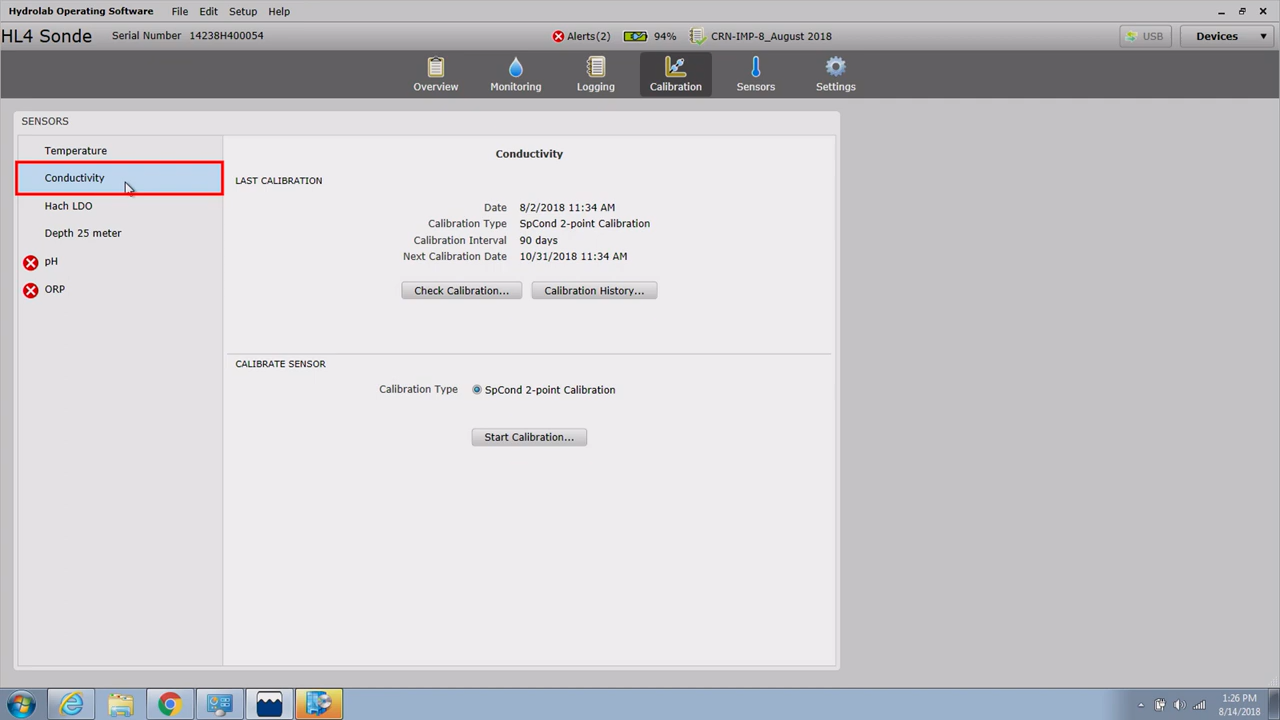 Hydrolab Operating Software File Edit Setup Help
HL4 Sonde Serial Number 14238H400054 Alerts(2) 94% CRN-IMP-8_August 2018 USB Devices
Overview Monitoring Logging Calibration Sensors Settings
SENSORS
Temperature
Conductivity
Hach LDO
Depth 25 meter
pH
ORP
Conductivity
LAST CALIBRATION
Date 8/2/2018 11:34 AM
Calibration Type SpCond 2-point Calibration
Calibration Interval 90 days
Next Calibration Date 10/31/2018 11:34 AM
Check Calibration... Calibration History...
CALIBRATE SENSOR
Calibration Type SpCond 2-point Calibration
Start Calibration...
1:26 PM
8/14/2018